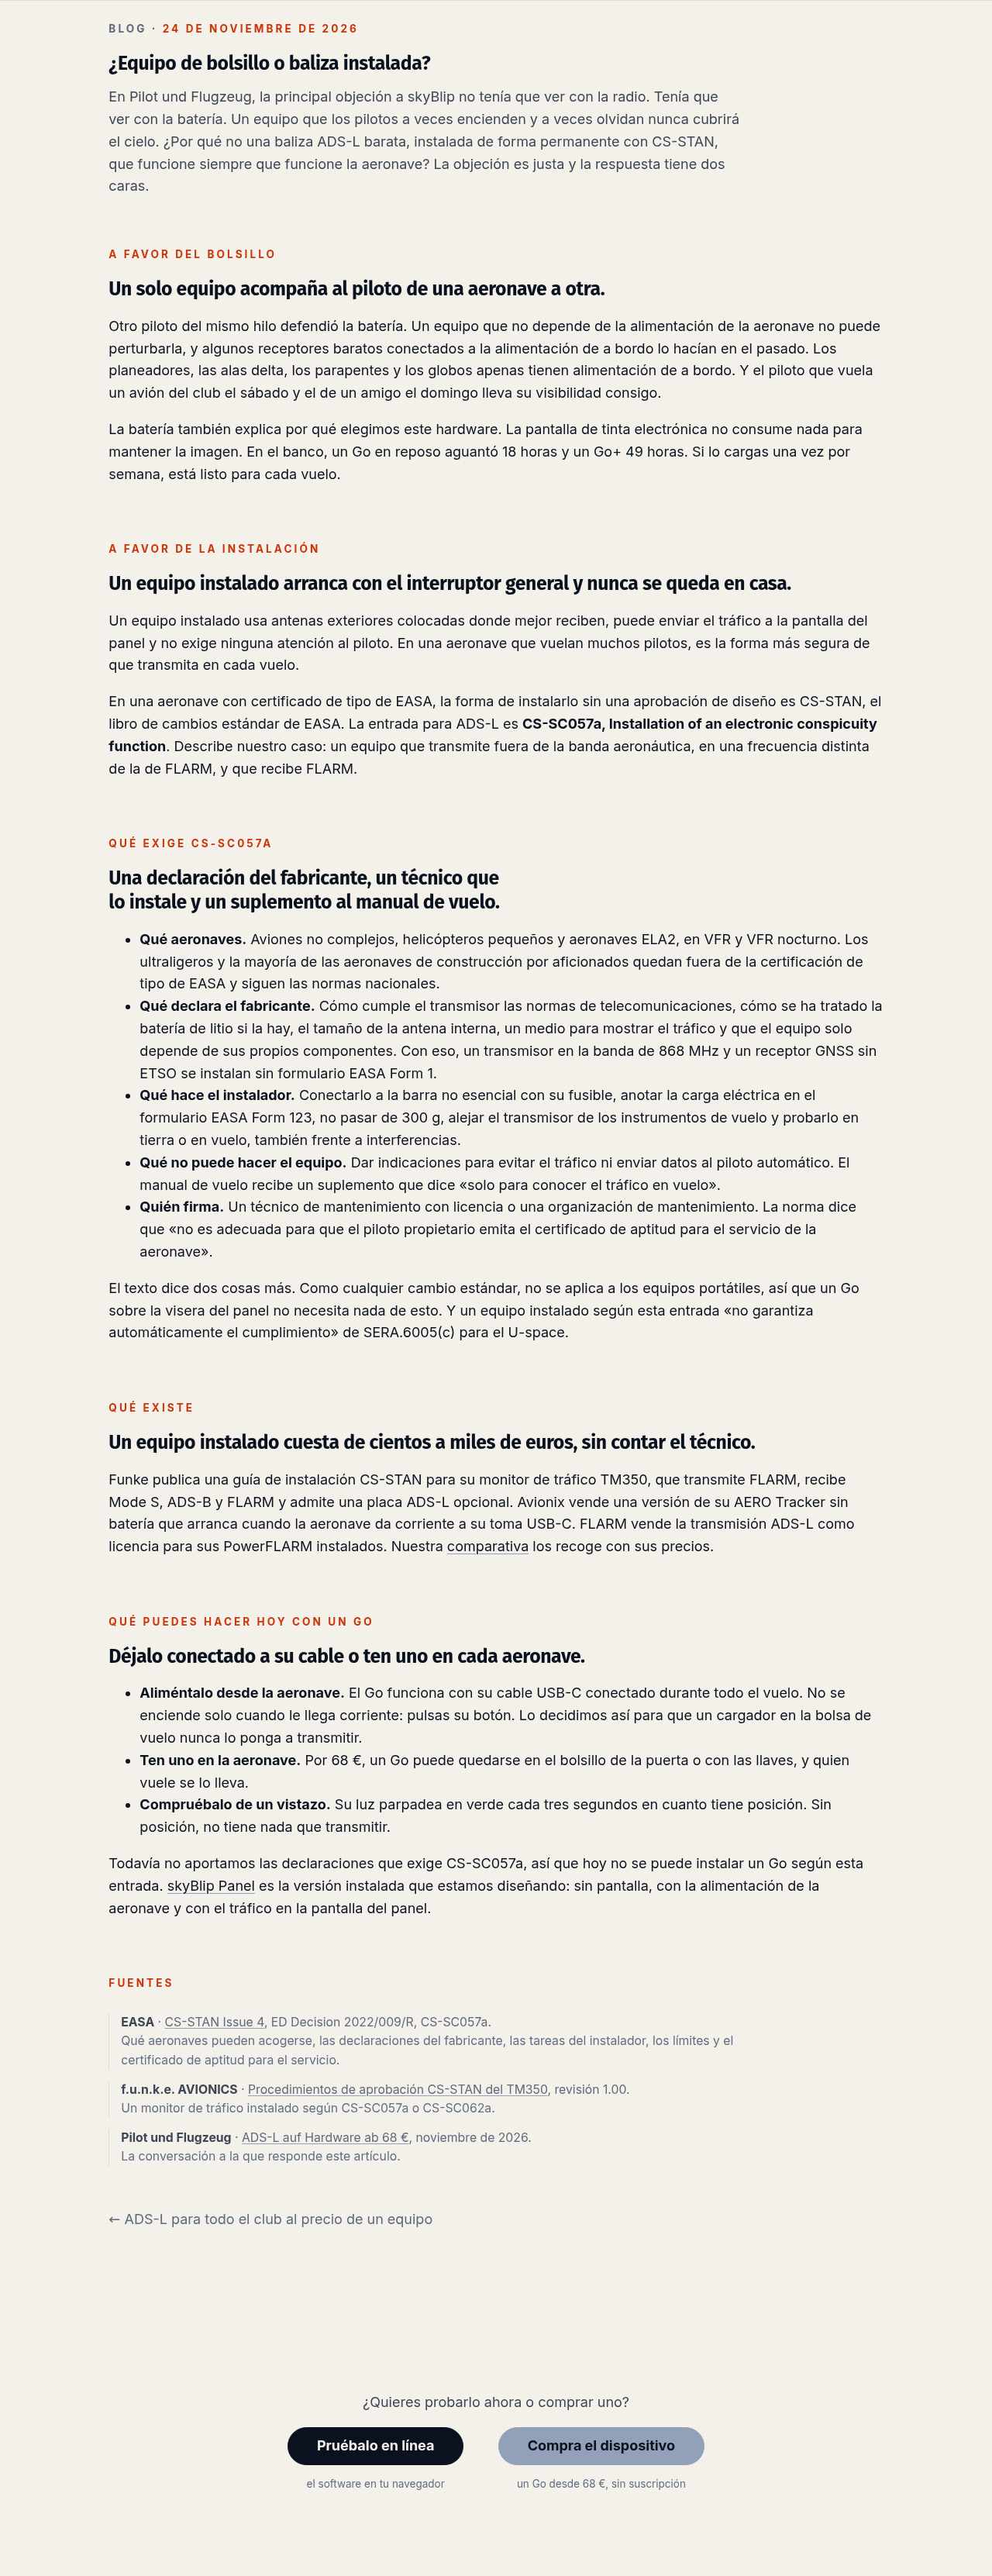 BLOG · 24 DE NOVIEMBRE DE 2026
¿Equipo de bolsillo o baliza instalada?
En Pilot und Flugzeug, la principal objeción a skyBlip no tenía que ver con la radio. Tenía que
ver con la batería. Un equipo que los pilotos a veces encienden y a veces olvidan nunca cubrirá
el cielo. ¿Por qué no una baliza ADS-L barata, instalada de forma permanente con CS-STAN,
que funcione siempre que funcione la aeronave? La objeción es justa y la respuesta tiene dos
caras.
A FAVOR DEL BOLSILLO
Un solo equipo acompaña al piloto de una aeronave a otra.
Otro piloto del mismo hilo defendió la batería. Un equipo que no depende de la alimentación de la aeronave no puede
perturbarla, y algunos receptores baratos conectados a la alimentación de a bordo lo hacían en el pasado. Los
planeadores, las alas delta, los parapentes y los globos apenas tienen alimentación de a bordo. Y el piloto que vuela
un avión del club el sábado y el de un amigo el domingo lleva su visibilidad consigo.
La batería también explica por qué elegimos este hardware. La pantalla de tinta electrónica no consume nada para
mantener la imagen. En el banco, un Go en reposo aguantó 18 horas y un Go+ 49 horas. Si lo cargas una vez por
semana, está listo para cada vuelo.
A FAVOR DE LA INSTALACIÓN
Un equipo instalado arranca con el interruptor general y nunca se queda en casa.
Un equipo instalado usa antenas exteriores colocadas donde mejor reciben, puede enviar el tráfico a la pantalla del
panel y no exige ninguna atención al piloto. En una aeronave que vuelan muchos pilotos, es la forma más segura de
que transmita en cada vuelo.
En una aeronave con certificado de tipo de EASA, la forma de instalarlo sin una aprobación de diseño es CS-STAN, el
libro de cambios estándar de EASA. La entrada para ADS-L es CS-SC057a, Installation of an electronic conspicuity
function. Describe nuestro caso: un equipo que transmite fuera de la banda aeronáutica, en una frecuencia distinta
de la de FLARM, y que recibe FLARM.
QUÉ EXIGE CS-SC057A
Una declaración del fabricante, un técnico que
lo instale y un suplemento al manual de vuelo.
• Qué aeronaves. Aviones no complejos, helicópteros pequeños y aeronaves ELA2, en VFR y VFR nocturno. Los
ultraligeros y la mayoría de las aeronaves de construcción por aficionados quedan fuera de la certificación de
tipo de EASA y siguen las normas nacionales.
• Qué declara el fabricante. Cómo cumple el transmisor las normas de telecomunicaciones, cómo se ha tratado la
batería de litio si la hay, el tamaño de la antena interna, un medio para mostrar el tráfico y que el equipo solo
depende de sus propios componentes. Con eso, un transmisor en la banda de 868 MHz y un receptor GNSS sin
ETSO se instalan sin formulario EASA Form 1.
• Qué hace el instalador. Conectarlo a la barra no esencial con su fusible, anotar la carga eléctrica en el
formulario EASA Form 123, no pasar de 300 g, alejar el transmisor de los instrumentos de vuelo y probarlo en
tierra o en vuelo, también frente a interferencias.
• Qué no puede hacer el equipo. Dar indicaciones para evitar el tráfico ni enviar datos al piloto automático. El
manual de vuelo recibe un suplemento que dice «solo para conocer el tráfico en vuelo».
• Quién firma. Un técnico de mantenimiento con licencia o una organización de mantenimiento. La norma dice
que «no es adecuada para que el piloto propietario emita el certificado de aptitud para el servicio de la
aeronave».
El texto dice dos cosas más. Como cualquier cambio estándar, no se aplica a los equipos portátiles, así que un Go
sobre la visera del panel no necesita nada de esto. Y un equipo instalado según esta entrada «no garantiza
automáticamente el cumplimiento» de SERA.6005(c) para el U-space.
QUÉ EXISTE
Un equipo instalado cuesta de cientos a miles de euros, sin contar el técnico.
Funke publica una guía de instalación CS-STAN para su monitor de tráfico TM350, que transmite FLARM, recibe
Mode S, ADS-B y FLARM y admite una placa ADS-L opcional. Avionix vende una versión de su AERO Tracker sin
batería que arranca cuando la aeronave da corriente a su toma USB-C. FLARM vende la transmisión ADS-L como
licencia para sus PowerFLARM instalados. Nuestra comparativa los recoge con sus precios.
QUÉ PUEDES HACER HOY CON UN GO
Déjalo conectado a su cable o ten uno en cada aeronave.
• Aliméntalo desde la aeronave. El Go funciona con su cable USB-C conectado durante todo el vuelo. No se
enciende solo cuando le llega corriente: pulsas su botón. Lo decidimos así para que un cargador en la bolsa de
vuelo nunca lo ponga a transmitir.
• Ten uno en la aeronave. Por 68 €, un Go puede quedarse en el bolsillo de la puerta o con las llaves, y quien
vuele se lo lleva.
• Compruébalo de un vistazo. Su luz parpadea en verde cada tres segundos en cuanto tiene posición. Sin
posición, no tiene nada que transmitir.
Todavía no aportamos las declaraciones que exige CS-SC057a, así que hoy no se puede instalar un Go según esta
entrada. skyBlip Panel es la versión instalada que estamos diseñando: sin pantalla, con la alimentación de la
aeronave y con el tráfico en la pantalla del panel.
FUENTES
EASA · CS-STAN Issue 4, ED Decision 2022/009/R, CS-SC057a.
Qué aeronaves pueden acogerse, las declaraciones del fabricante, las tareas del instalador, los límites y el
certificado de aptitud para el servicio.
f.u.n.k.e. AVIONICS · Procedimientos de aprobación CS-STAN del TM350, revisión 1.00.
Un monitor de tráfico instalado según CS-SC057a o CS-SC062a.
Pilot und Flugzeug · ADS-L auf Hardware ab 68 €, noviembre de 2026.
La conversación a la que responde este artículo.
← ADS-L para todo el club al precio de un equipo
¿Quieres probarlo ahora o comprar uno?
Pruébalo en línea
Compra el dispositivo
el software en tu navegador
un Go desde 68 €, sin suscripción